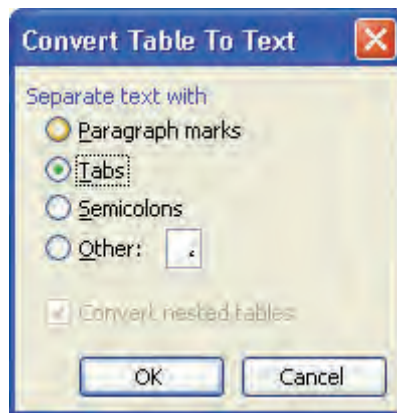 Convert Table To Text
Separate text with
Paragraph marks
Tabs
Semicolons
Other: ,
Convert nested tables
OK Cancel